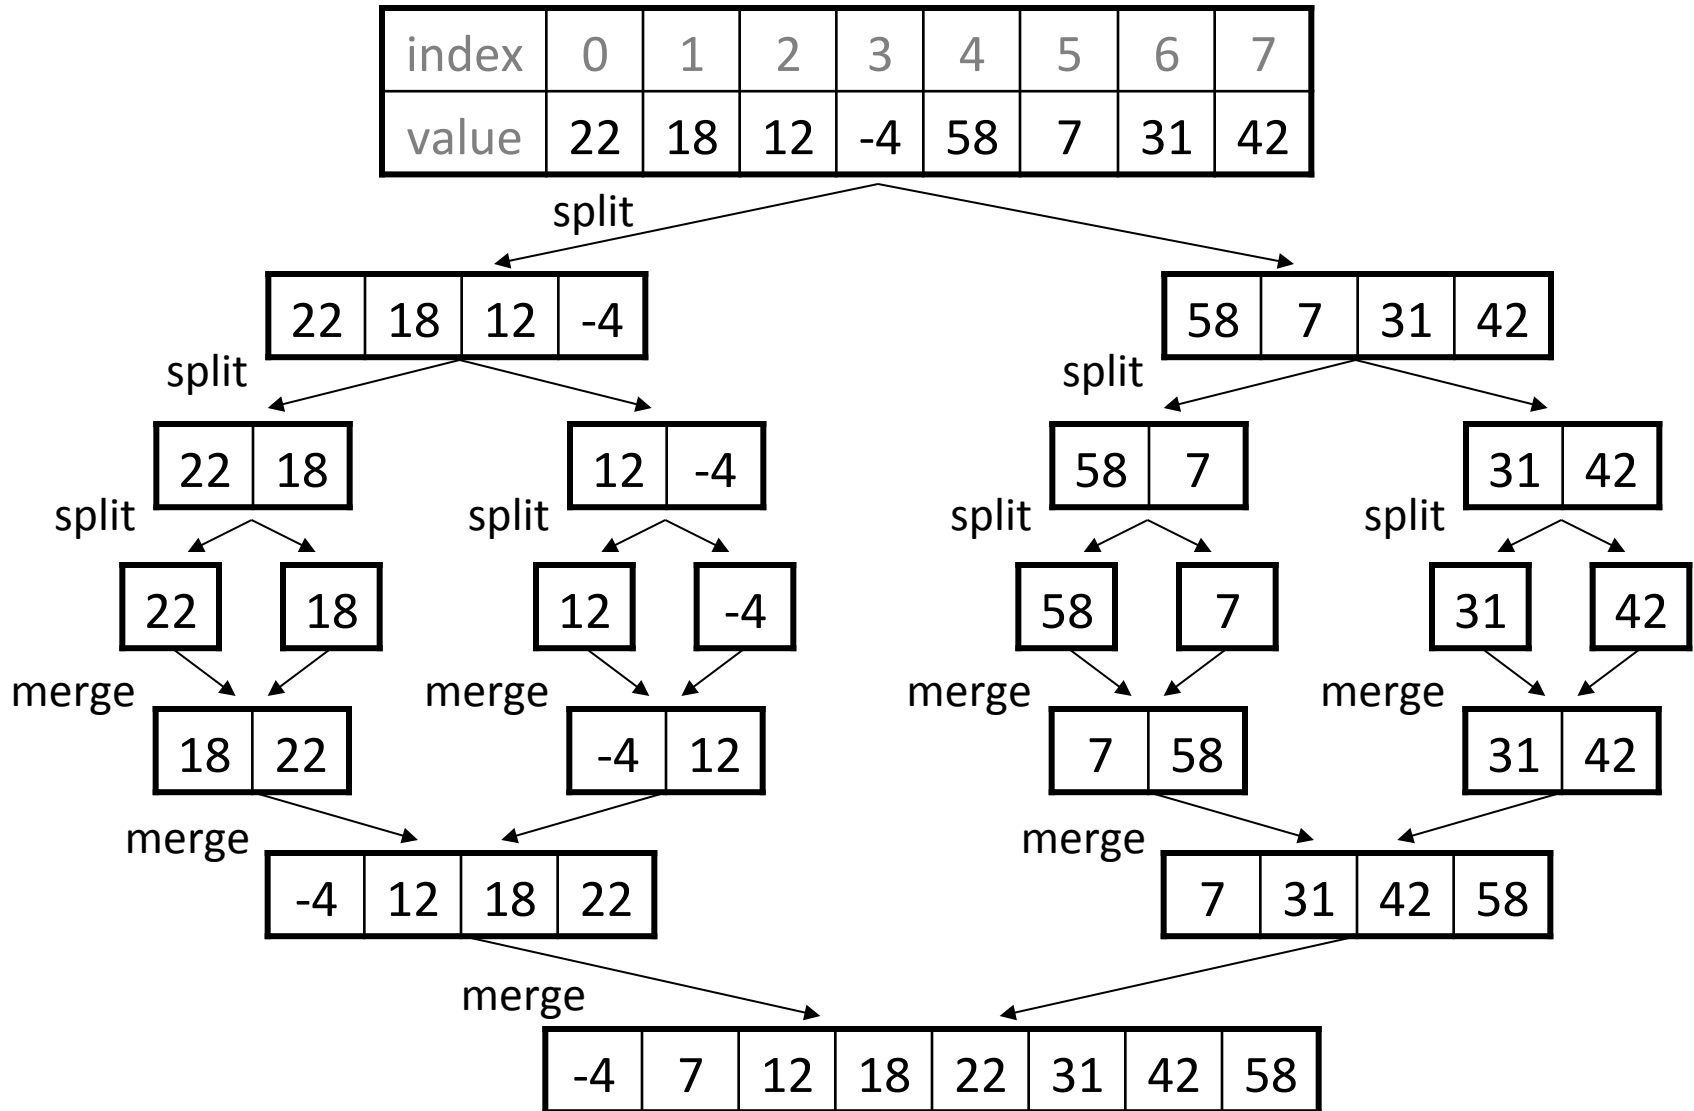 index 0 1 2 3 4 5 6 7
value 22 18 12 -4 58 7 31 42
split
22 18 12 -4 58 7 31 42
split split
22 18 12 -4 58 7 31 42
split split split split
22 18 12 -4 58 7 31 42
merge merge merge merge
18 22 -4 12 7 58 31 42
merge merge
-4 12 18 22 7 31 42 58
merge
-4 7 12 18 22 31 42 58